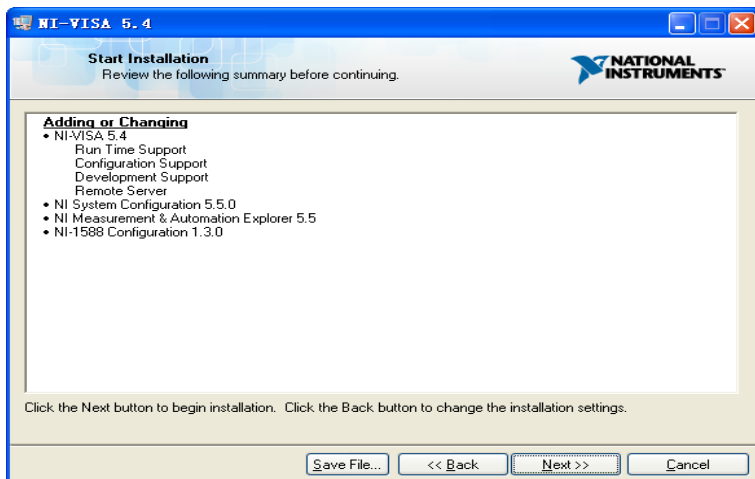 NI-VISA 5.4
Start Installation
Review the following summary before continuing.
NATIONAL
INSTRUMENTS™
Adding or Changing
• NI-VISA 5.4
Run Time Support
Configuration Support
Development Support
Remote Server
• NI System Configuration 5.5.0
• NI Measurement & Automation Explorer 5.5
• NI-1588 Configuration 1.3.0
Click the Next button to begin installation. Click the Back button to change the installation settings.
Save File... << Back Next >> Cancel